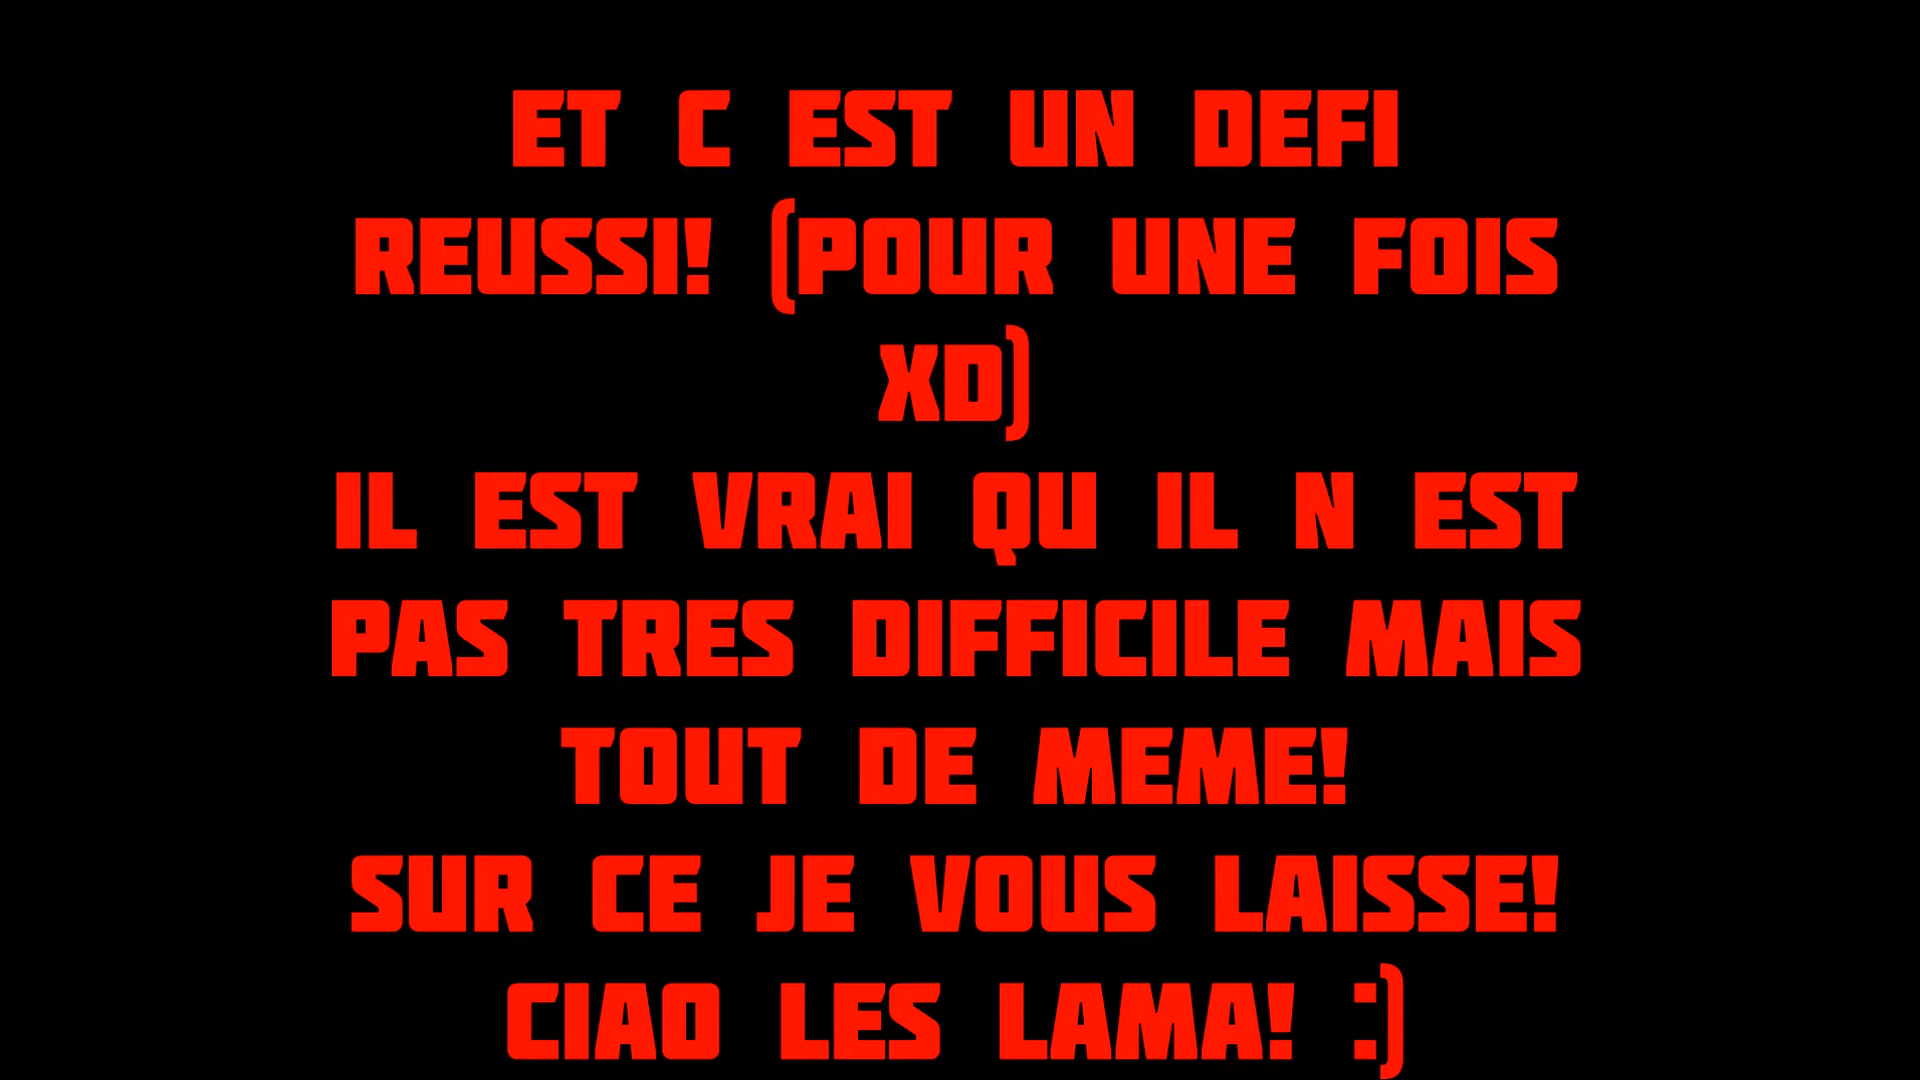 ET C EST UN DEFI
REUSSI! (POUR UNE FOIS
XD)
IL EST VRAI QU IL N EST
PAS TRES DIFFICILE MAIS
TOUT DE MEME!
SUR CE JE VOUS LAISSE!
CIAO LES LAMA! :)